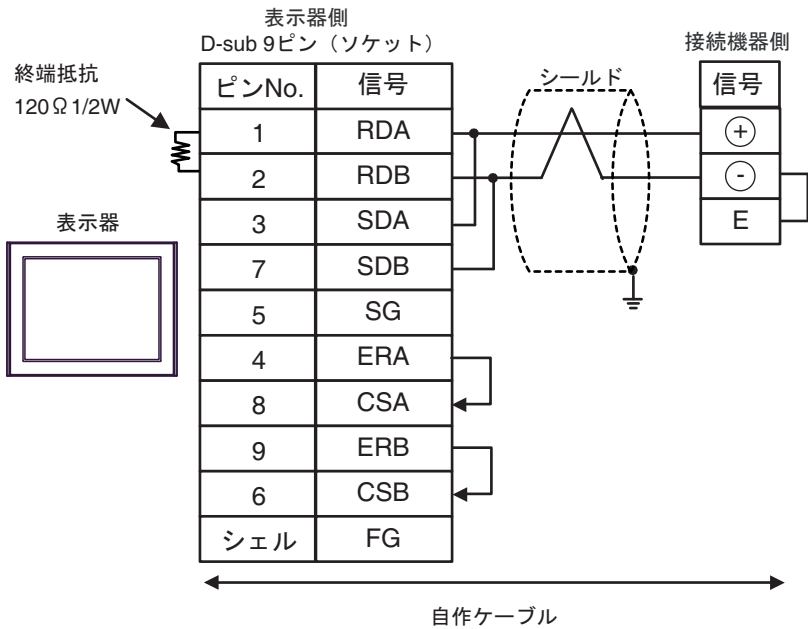 表示器側
D-sub 9ピン（ソケット）
接続機器側
終端抵抗
120Ω1/2W
シールド
ピンNo. 信号
信号
1 RDA
+
2 RDB
-
3 SDA
E
表示器
7 SDB
5 SG
4 ERA
8 CSA
9 ERB
6 CSB
シェル FG
自作ケーブル